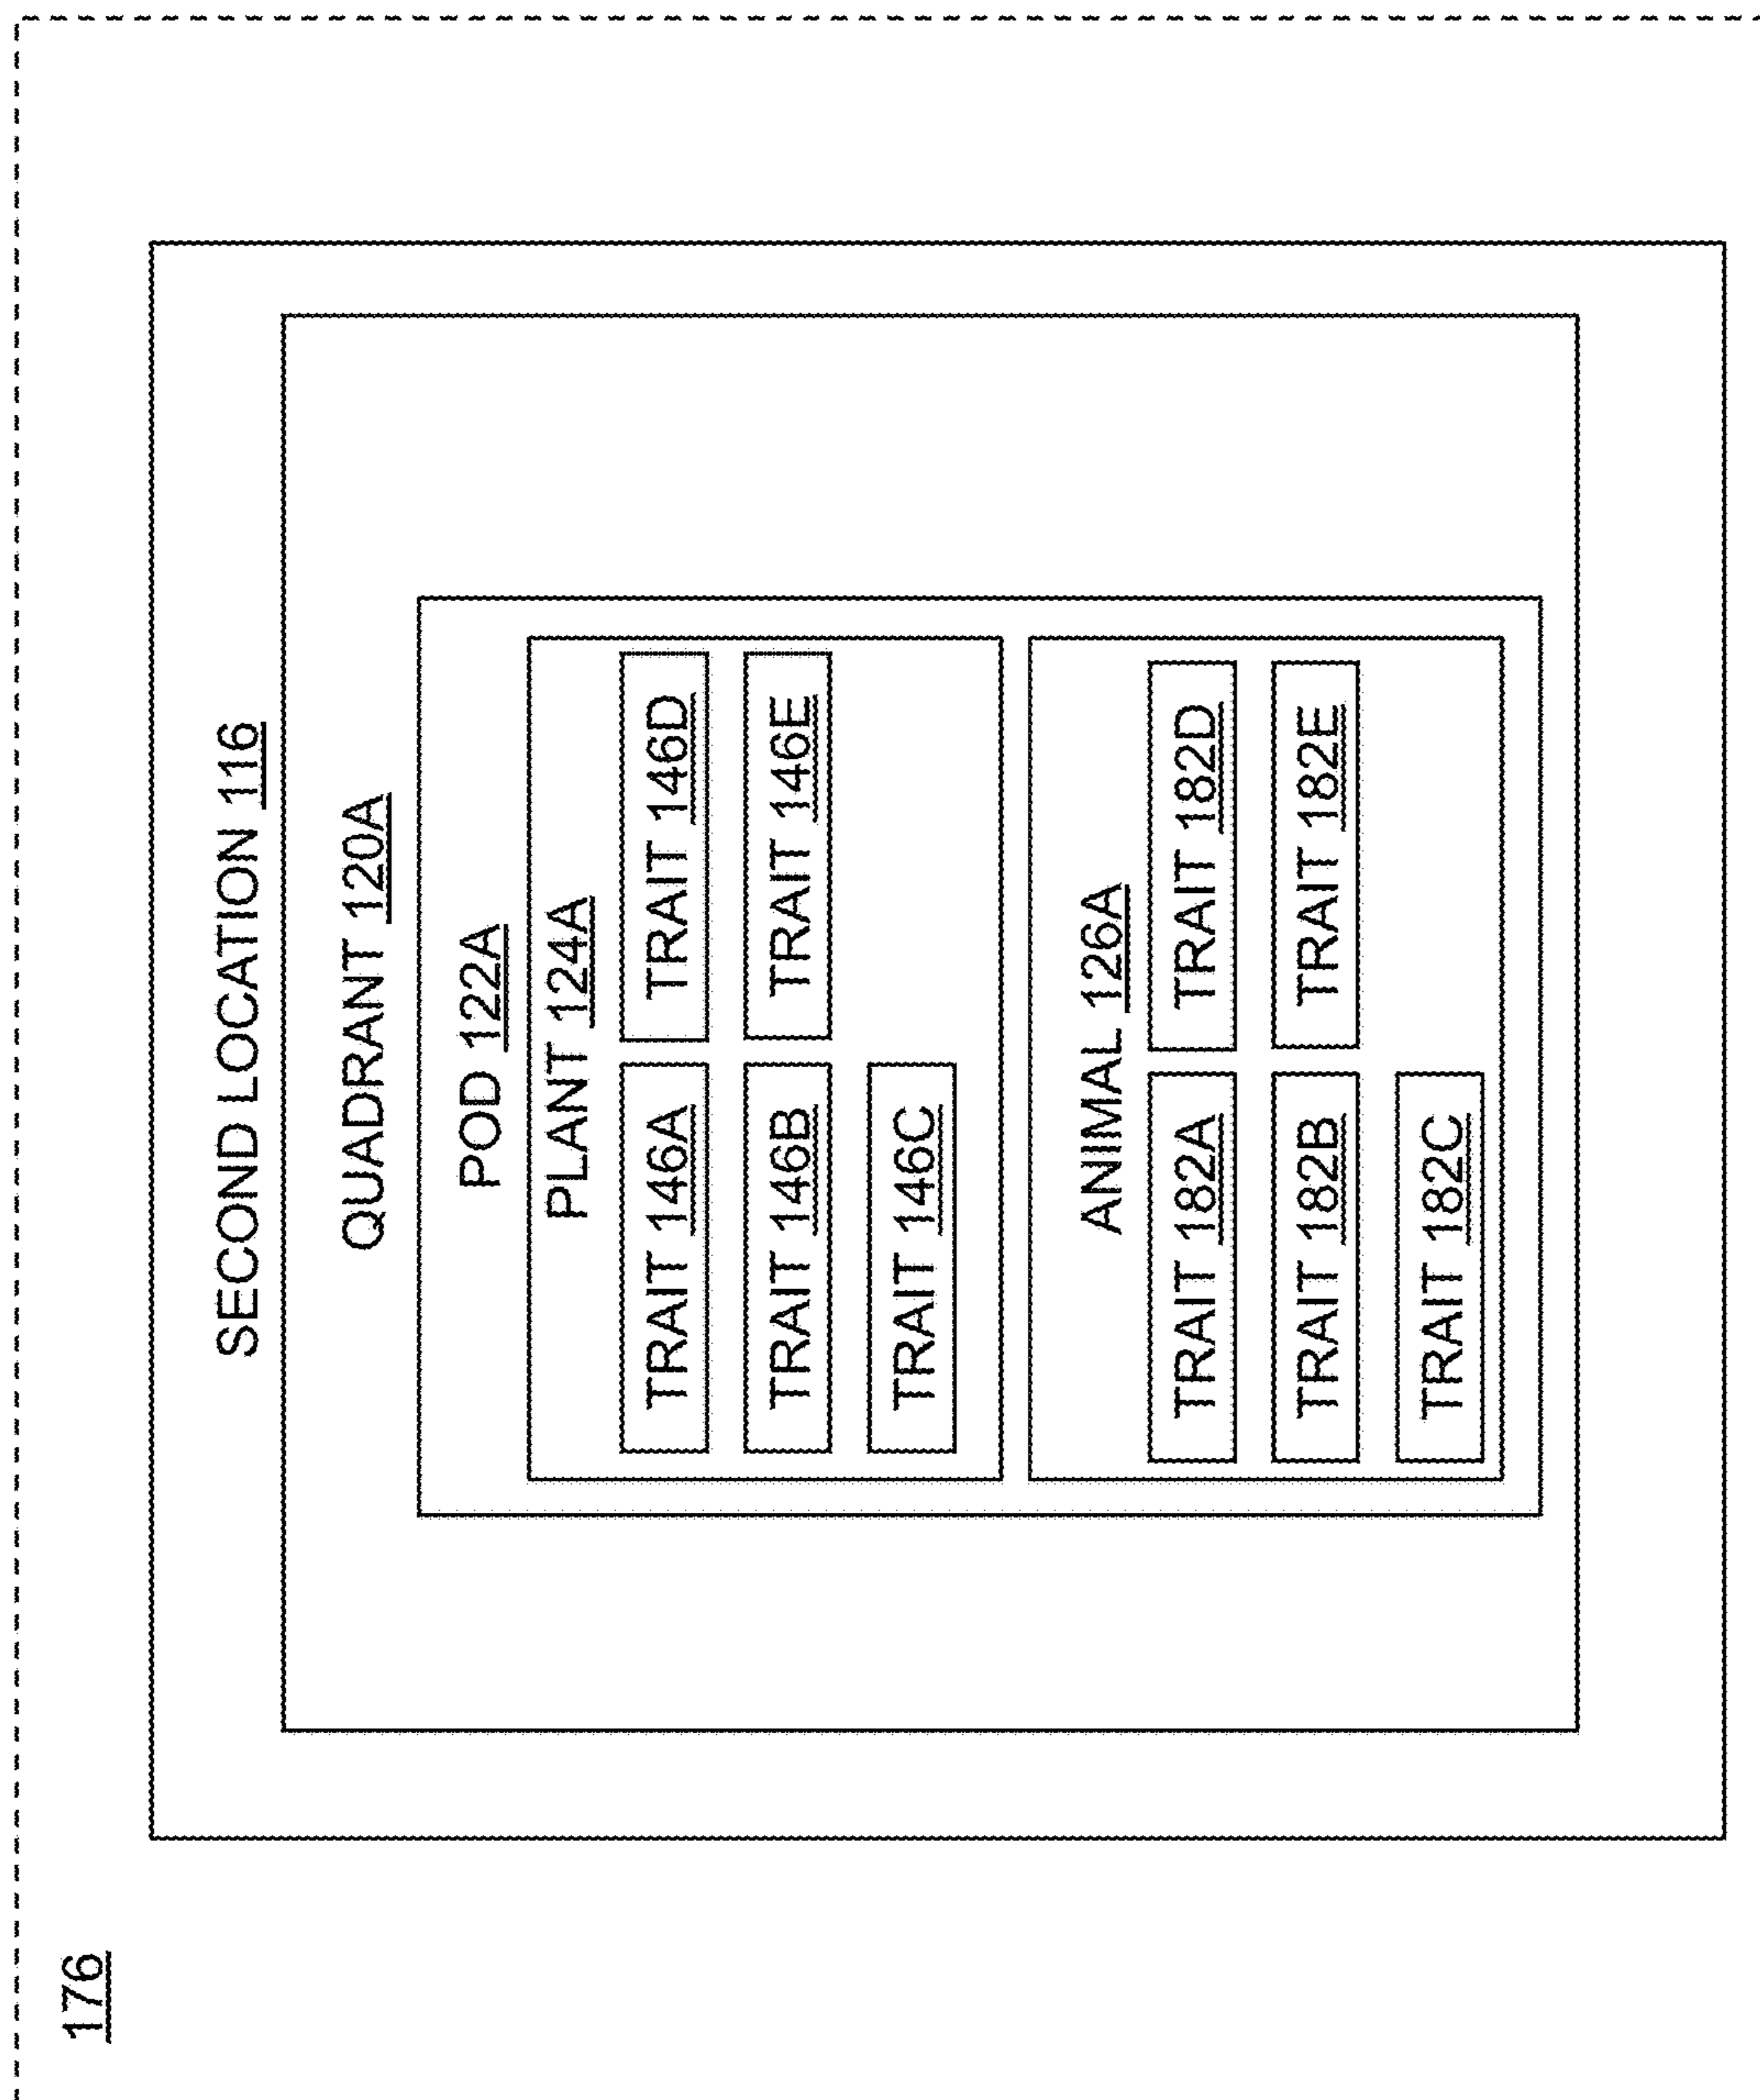 176
SECOND LOCATION 116
QUADRANT 120A
POD 122A
PLANT 124A
TRAIT 146A
TRAIT 146D
TRAIT 146B
TRAIT 146E
TRAIT 146C
ANIMAL 126A
TRAIT 182A
TRAIT 182D
TRAIT 182B
TRAIT 182E
TRAIT 182C